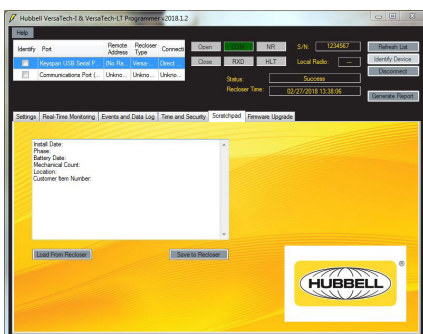 Hubbell VersaTech-I & VersaTech-LT Programmer v2018.1.2
Help
Identify Port Remote Address Recloser Type Connecti
Keyspan USB Serial P... (No Ra... Versa-... Direct
Communications Port (... Unkno... Unkno... Unkno...
Open NR S/N: 1234567 Refresh List
Close RXD HLT Local Radio: --- Identify Device
Status: Success Disconnect
Recloser Time: 02/27/2018 13:38:06 Generate Report
Settings Real-Time Monitoring Events and Data Log Time and Security Scratchpad Firmware Upgrade
Install Date:
Phase:
Battery Date:
Mechanical Count:
Location:
Customer Item Number:
Load From Recloser Save to Recloser
HUBBELL ®